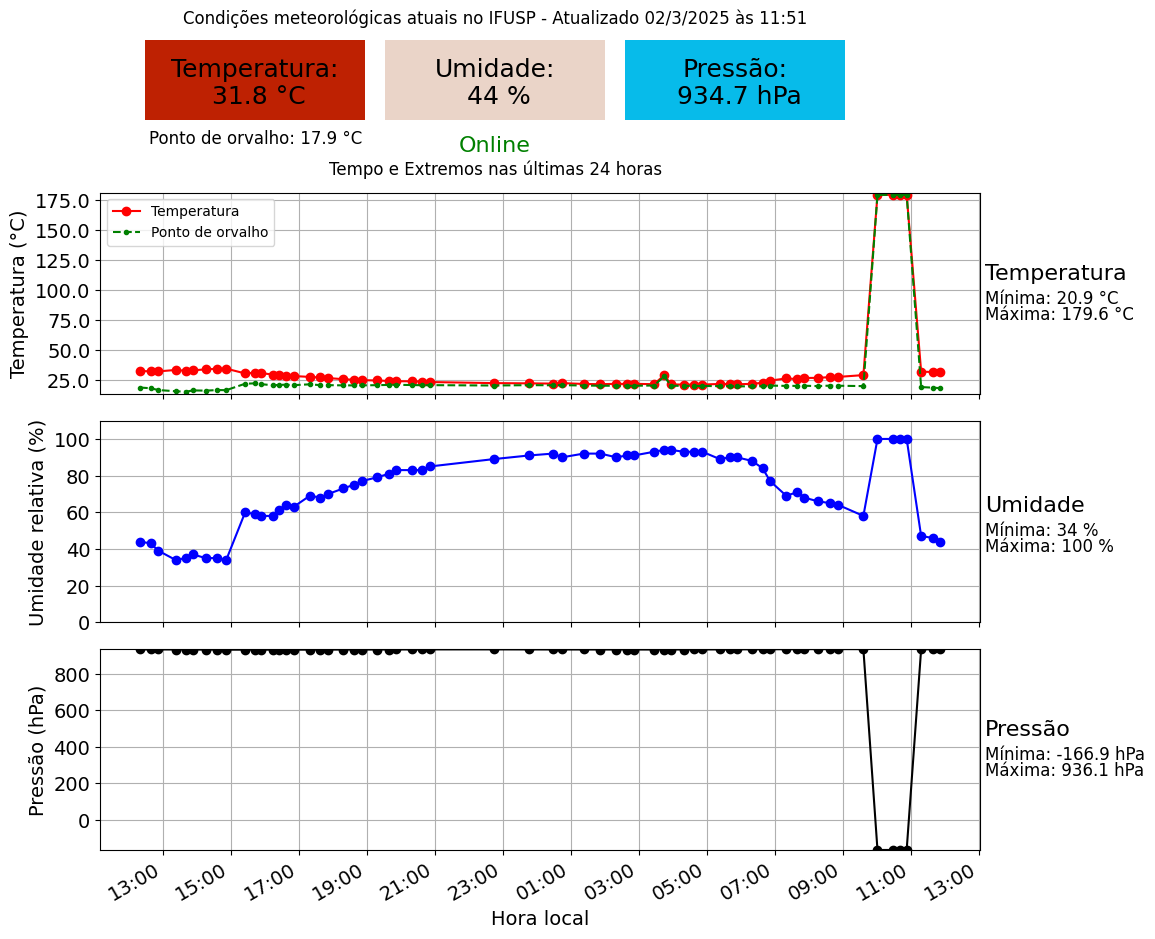 Condições meteorológicas atuais no IFUSP - Atualizado 02/3/2025 às 11:51
Temperatura:
31.8 °C
Umidade:
44 %
Pressão:
934.7 hPa
Ponto de orvalho: 17.9 °C
Online
Tempo e Extremos nas últimas 24 horas
Temperatura (°C)
175.0
150.0
125.0
100.0
75.0
50.0
25.0
Temperatura
Ponto de orvalho
Temperatura
Mínima: 20.9 °C
Máxima: 179.6 °C
Umidade relativa (%)
100
80
60
40
20
0
Umidade
Mínima: 34 %
Máxima: 100 %
Pressão (hPa)
800
600
400
200
0
Pressão
Mínima: -166.9 hPa
Máxima: 936.1 hPa
13:00 15:00 17:00 19:00 21:00 23:00 01:00 03:00 05:00 07:00 09:00 11:00 13:00
Hora local